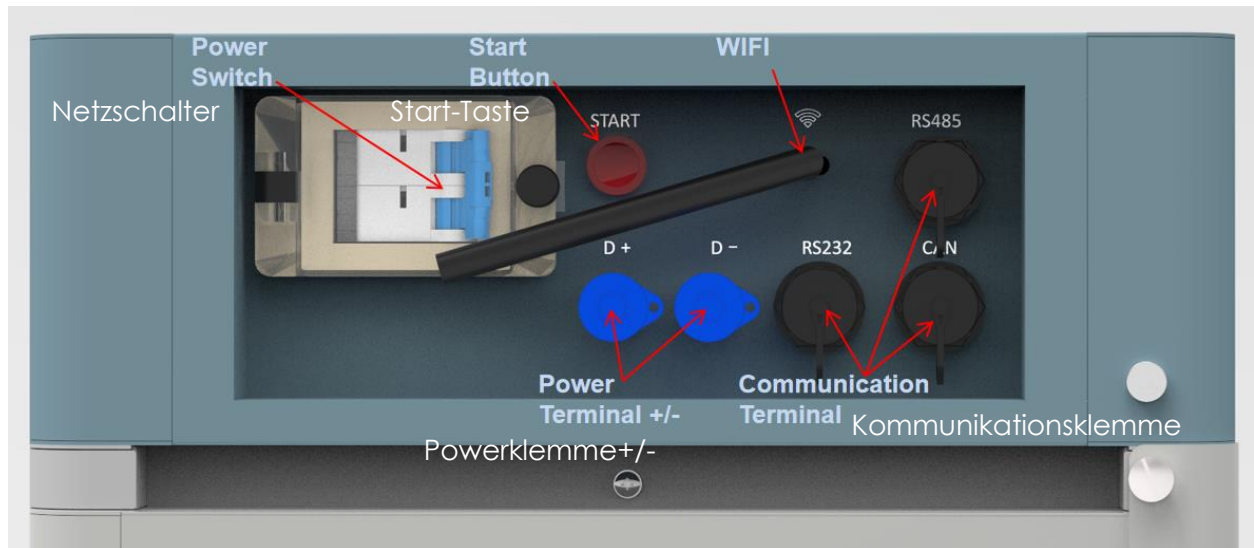 Power
Switch
Start
Button
WIFI
Netzschalter
Start-Taste
START
RS485
D +
D −
RS232
CAN
Power
Terminal +/-
Communication
Terminal
Kommunikationsklemme
Powerklemme+/-